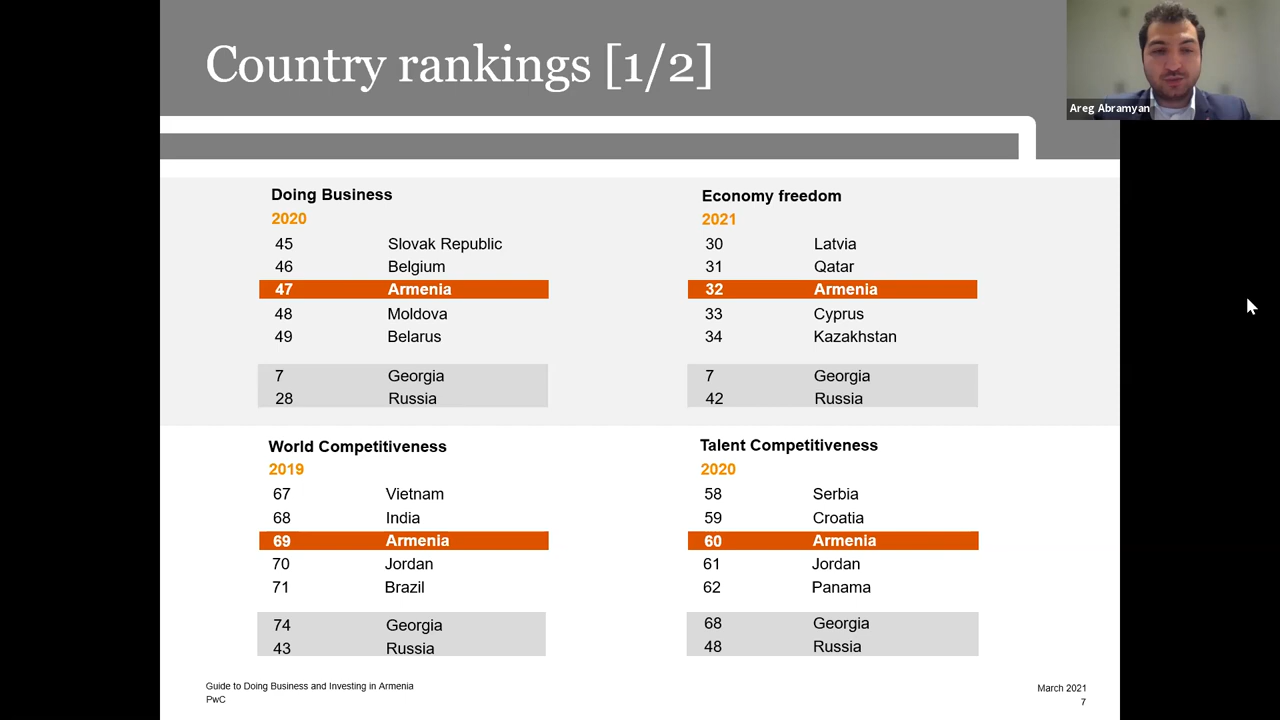 Country rankings [1/2]
Areg Abramyan
Doing Business
2020
45 Slovak Republic
46 Belgium
47 Armenia
48 Moldova
49 Belarus
7 Georgia
28 Russia
Economy freedom
2021
30 Latvia
31 Qatar
32 Armenia
33 Cyprus
34 Kazakhstan
7 Georgia
42 Russia
World Competitiveness
2019
67 Vietnam
68 India
69 Armenia
70 Jordan
71 Brazil
74 Georgia
43 Russia
Talent Competitiveness
2020
58 Serbia
59 Croatia
60 Armenia
61 Jordan
62 Panama
68 Georgia
48 Russia
Guide to Doing Business and Investing in Armenia
PwC
March 2021
7